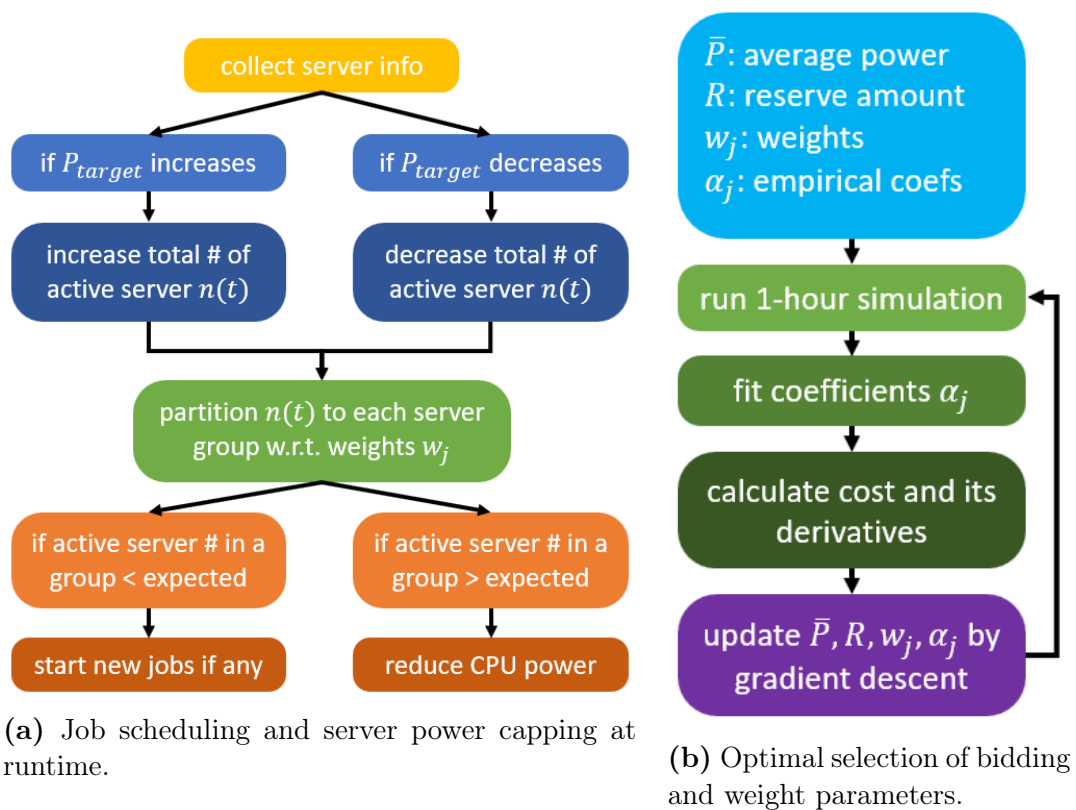 collect server info
if P_target increases
if P_target decreases
increase total # of
active server n(t)
decrease total # of
active server n(t)
partition n(t) to each server
group w.r.t. weights w_j
if active server # in a
group < expected
if active server # in a
group > expected
start new jobs if any
reduce CPU power
(a) Job scheduling and server power capping at
runtime.
P̄: average power
R: reserve amount
w_j: weights
α_j: empirical coefs
run 1-hour simulation
fit coefficients α_j
calculate cost and its
derivatives
update P̄, R, w_j, α_j by
gradient descent
(b) Optimal selection of bidding
and weight parameters.